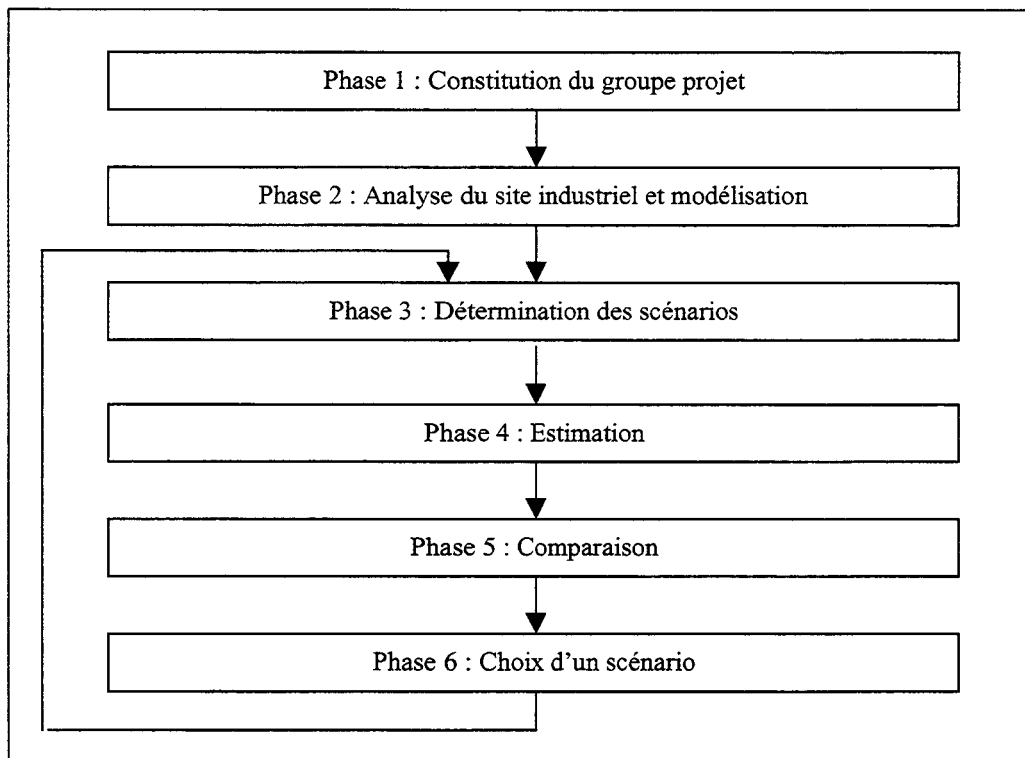 Phase 1 : Constitution du groupe projet
Phase 2 : Analyse du site industriel et modélisation
Phase 3 : Détermination des scénarios
Phase 4 : Estimation
Phase 5 : Comparaison
Phase 6 : Choix d'un scénario